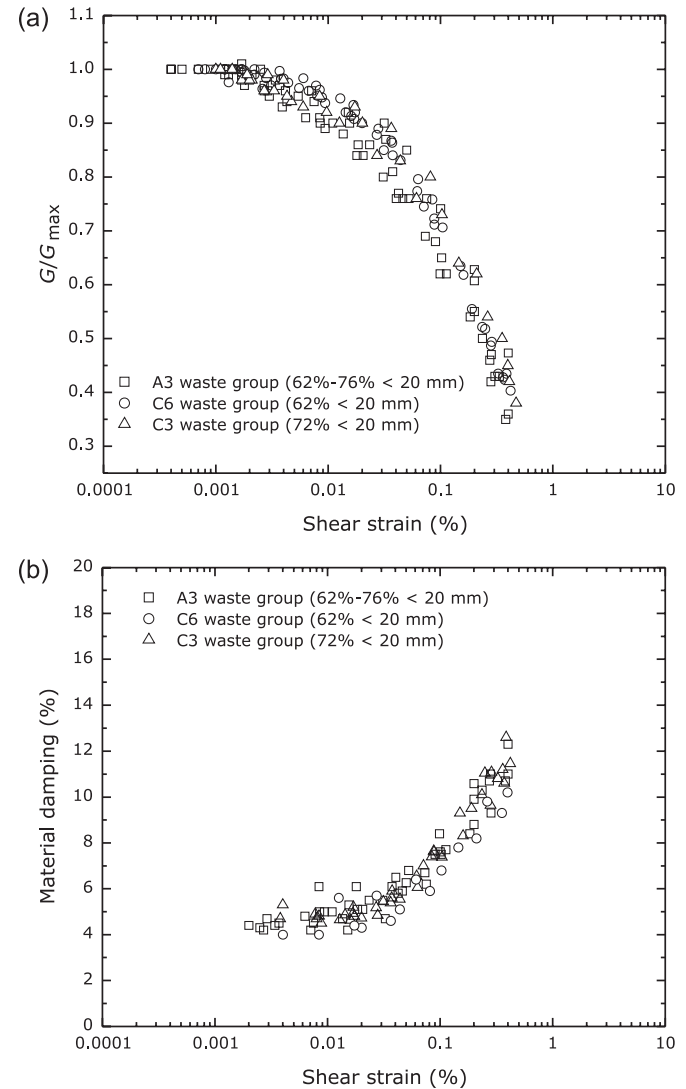 (a)
1.1
1.0
0.9
0.8
0.7
0.6
0.5
0.4
0.3
G/Gmax
A3 waste group (62%-76% < 20 mm)
C6 waste group (62% < 20 mm)
C3 waste group (72% < 20 mm)
0.0001 0.001 0.01 0.1 1 10
Shear strain (%)
(b)
20
18
16
14
12
10
8
6
4
2
0
Material damping (%)
A3 waste group (62%-76% < 20 mm)
C6 waste group (62% < 20 mm)
C3 waste group (72% < 20 mm)
0.0001 0.001 0.01 0.1 1 10
Shear strain (%)